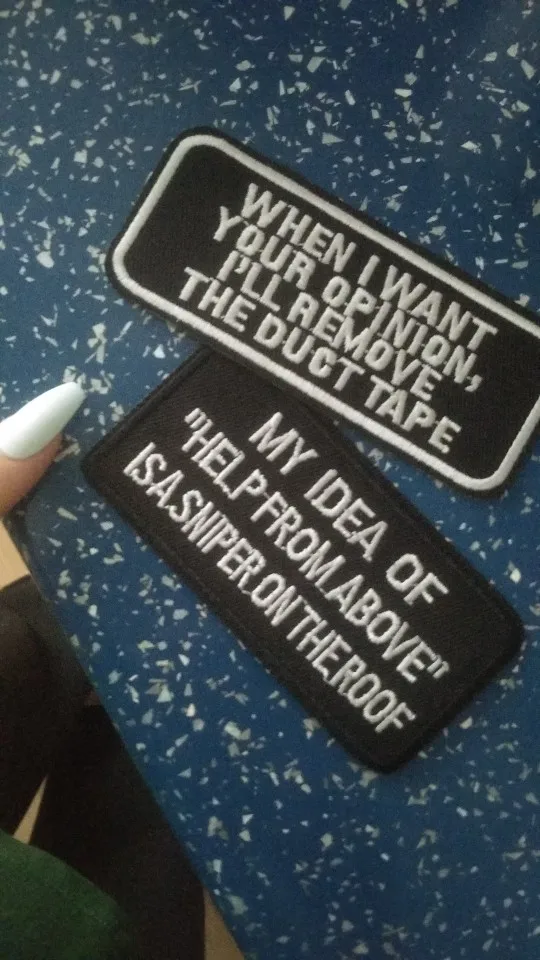 WHEN I WANT
YOUR OPINION,
I'LL REMOVE
THE DUCT TAPE
MY IDEA OF
"HELP FROM ABOVE"
IS A SNIPER ON THE ROOF